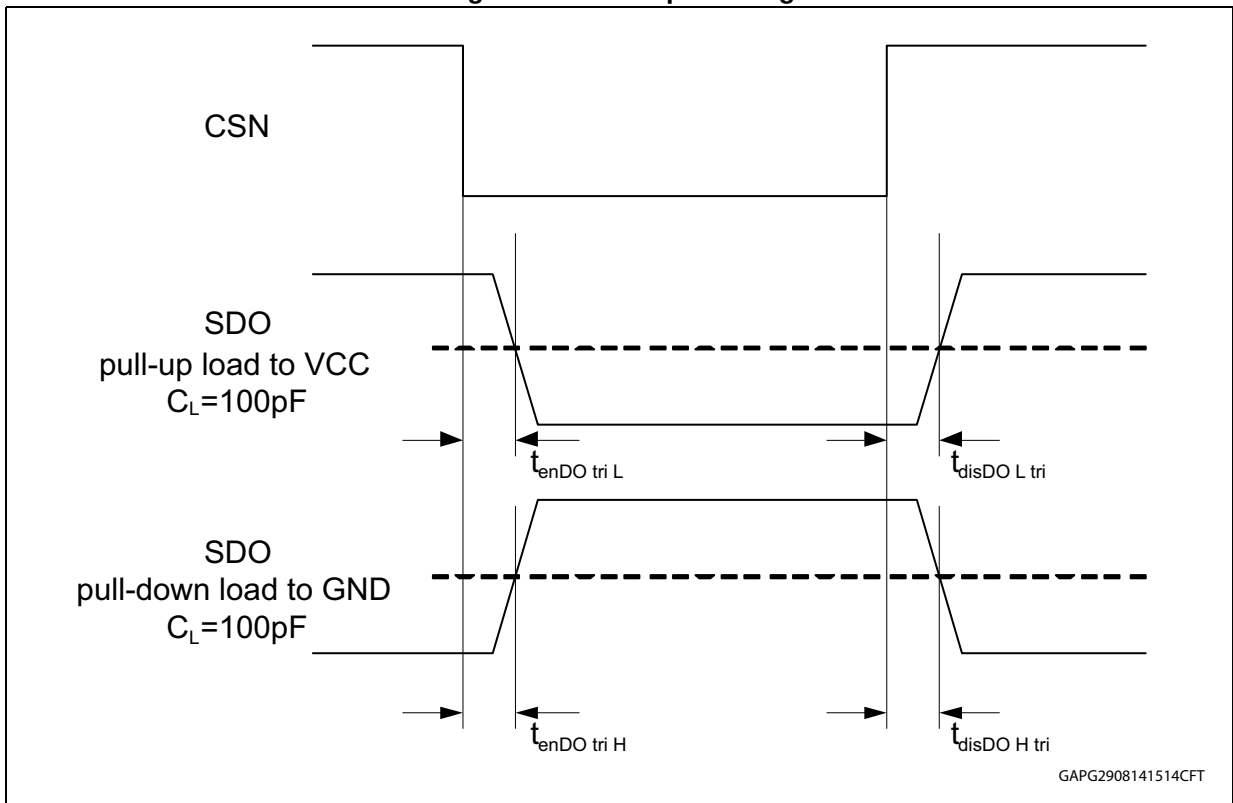 CSN
SDO
pull-up load to VCC
CL=100pF
tenDO tri L
tdisDO L tri
SDO
pull-down load to GND
CL=100pF
tenDO tri H
tdisDO H tri
GAPG2908141514CFT